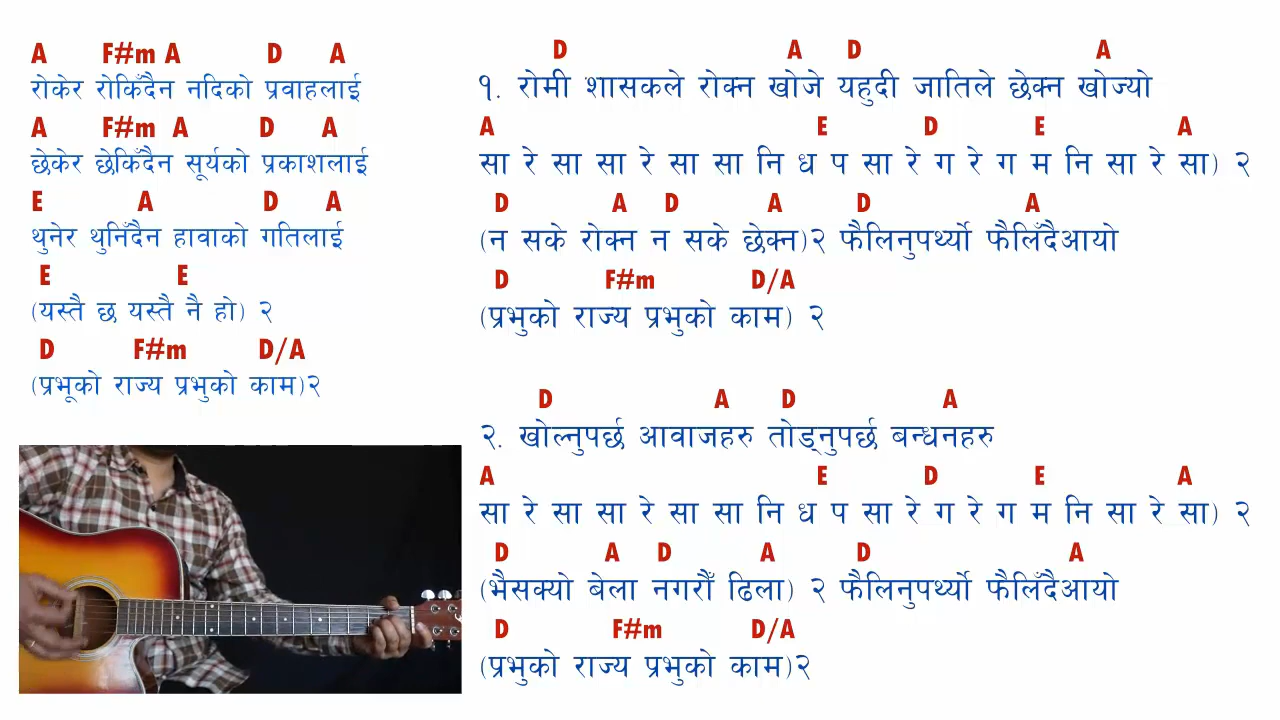 A F#m A D A
रोकेर रोकिँदैन नदिको प्रवाहलाई
A F#m A D A
छेकेर छेकिँदैन सूर्यको प्रकाशलाई
E A D A
थुनेर थुनिँदैन हावाको गतिलाई
E E
(यस्तै छ यस्तै नै हो) २
D F#m D/A
(प्रभूको राज्य प्रभुको काम)२
D A D A
१. रोमी शासकले रोक्न खोजे यहुदी जातिले छेक्न खोज्यो
A E D E A
सा रे सा सा रे सा सा नि ध प सा रे ग रे ग म नि सा रे सा) २
D A D A D A
(न सके रोक्न न सके छेक्न)२ फैलिनुपर्थ्यो फैलिँदैआयो
D F#m D/A
(प्रभुको राज्य प्रभुको काम) २
D A D A
२. खोल्नुपर्छ आवाजहरु तोड्नुपर्छ बन्धनहरु
A E D E A
सा रे सा सा रे सा सा नि ध प सा रे ग रे ग म नि सा रे सा) २
D A D A D A
(भैसक्यो बेला नगरौँ ढिला) २ फैलिनुपर्थ्यो फैलिँदैआयो
D F#m D/A
(प्रभुको राज्य प्रभुको काम)२